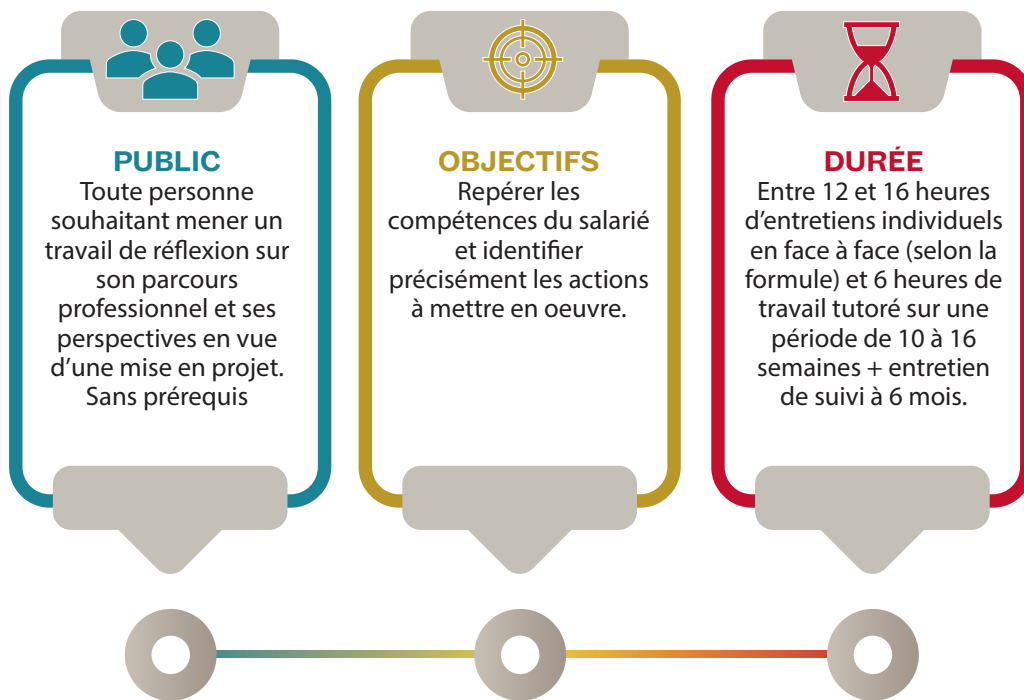 PUBLIC
Toute personne
souhaitant mener un
travail de réflexion sur
son parcours
professionnel et ses
perspectives en vue
d’une mise en projet.
Sans prérequis
OBJECTIFS
Repérer les
compétences du salarié
et identifier
précisément les actions
à mettre en oeuvre.
DURÉE
Entre 12 et 16 heures
d’entretiens individuels
en face à face (selon la
formule) et 6 heures de
travail tutoré sur une
période de 10 à 16
semaines + entretien
de suivi à 6 mois.